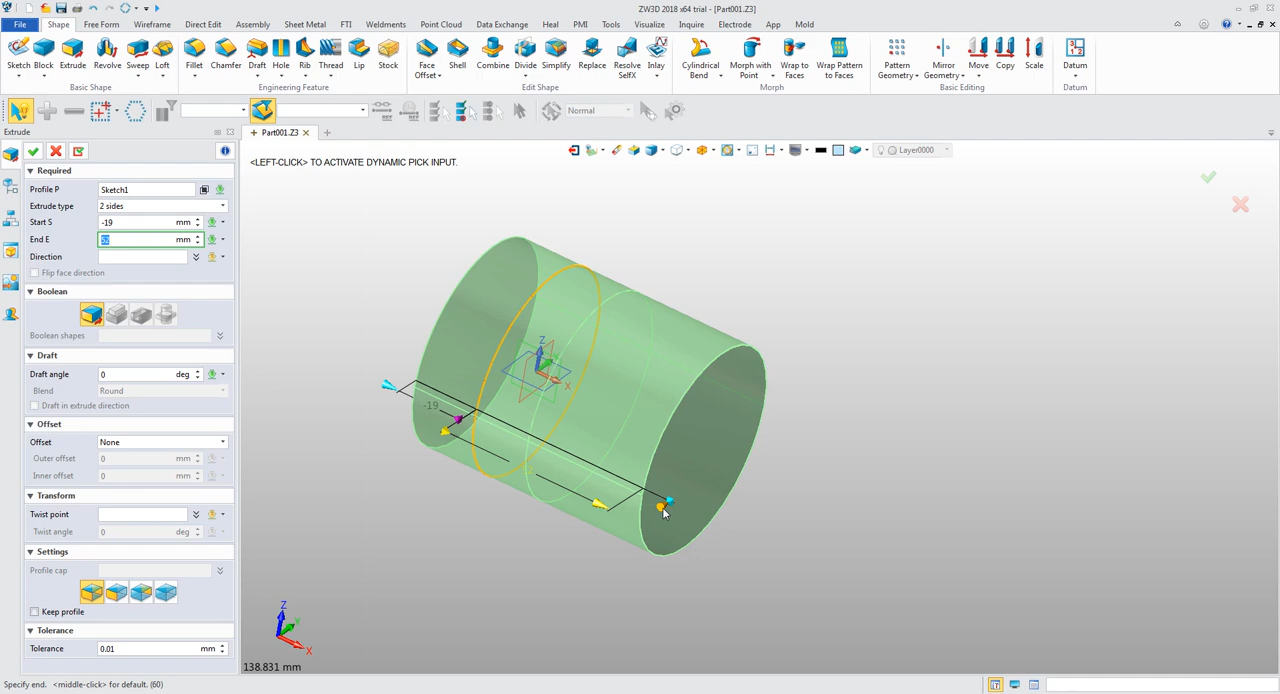 ZW3D 2018 x64 trial - [Part001.Z3]
File Shape Free Form Wireframe Direct Edit Assembly Sheet Metal FTI Weldments Point Cloud Data Exchange Heal PMI Tools Visualize Inquire Electrode App Mold
Sketch Block Extrude Revolve Sweep Loft Fillet Chamfer Draft Hole Rib Thread Lip Stock Face Offset Shell Combine Divide Simplify Replace Resolve SelfX Inlay Cylindrical Bend Morph with Point Wrap to Faces Wrap Pattern to Faces Pattern Geometry Mirror Geometry Move Copy Scale Datum
Basic Shape Engineering Feature Edit Shape Morph Basic Editing Datum
Normal
Extrude
Part001.Z3
<LEFT-CLICK> TO ACTIVATE DYNAMIC PICK INPUT.
Layer0000
Required
Profile P Sketch1
Extrude type 2 sides
Start S -19 mm
End E 52 mm
Direction
Flip face direction
Boolean
Boolean shapes
Draft
Draft angle 0 deg
Blend Round
Draft in extrude direction
Offset
Offset None
Outer offset 0 mm
Inner offset 0 mm
Transform
Twist point
Twist angle 0 deg
Settings
Profile cap
Keep profile
Tolerance
Tolerance 0.01 mm
Z
X
-19
Z
Y
X
138.831 mm
Specify end. <middle-click> for default. (60)